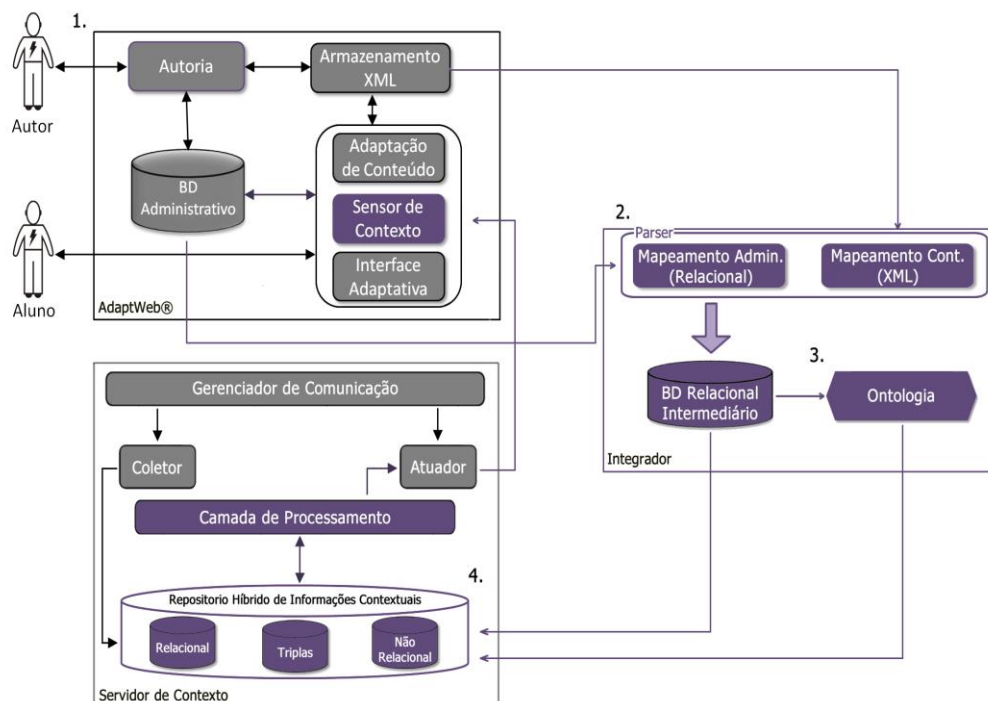 1.
Autor
Autoria
Armazenamento
XML
BD
Administrativo
Adaptação
de Conteúdo
Sensor de
Contexto
Interface
Adaptativa
Aluno
AdaptWeb®
2.
Parser
Mapeamento Admin.
(Relacional)
Mapeamento Cont.
(XML)
3.
BD Relacional
Intermediário
Ontologia
Integrador
Gerenciador de Comunicação
Coletor
Atuador
Camada de Processamento
4.
Repositorio Híbrido de Informações Contextuais
Relacional
Triplas
Não
Relacional
Servidor de Contexto